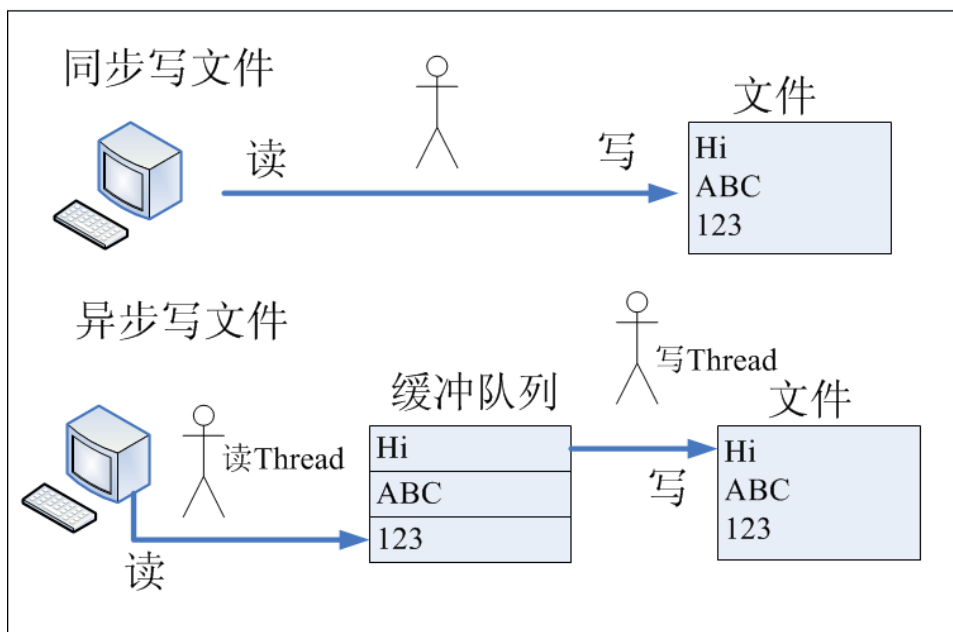 同步写文件
读
写
文件
Hi
ABC
123
异步写文件
读Thread
读
缓冲队列
Hi
ABC
123
写Thread
写
文件
Hi
ABC
123